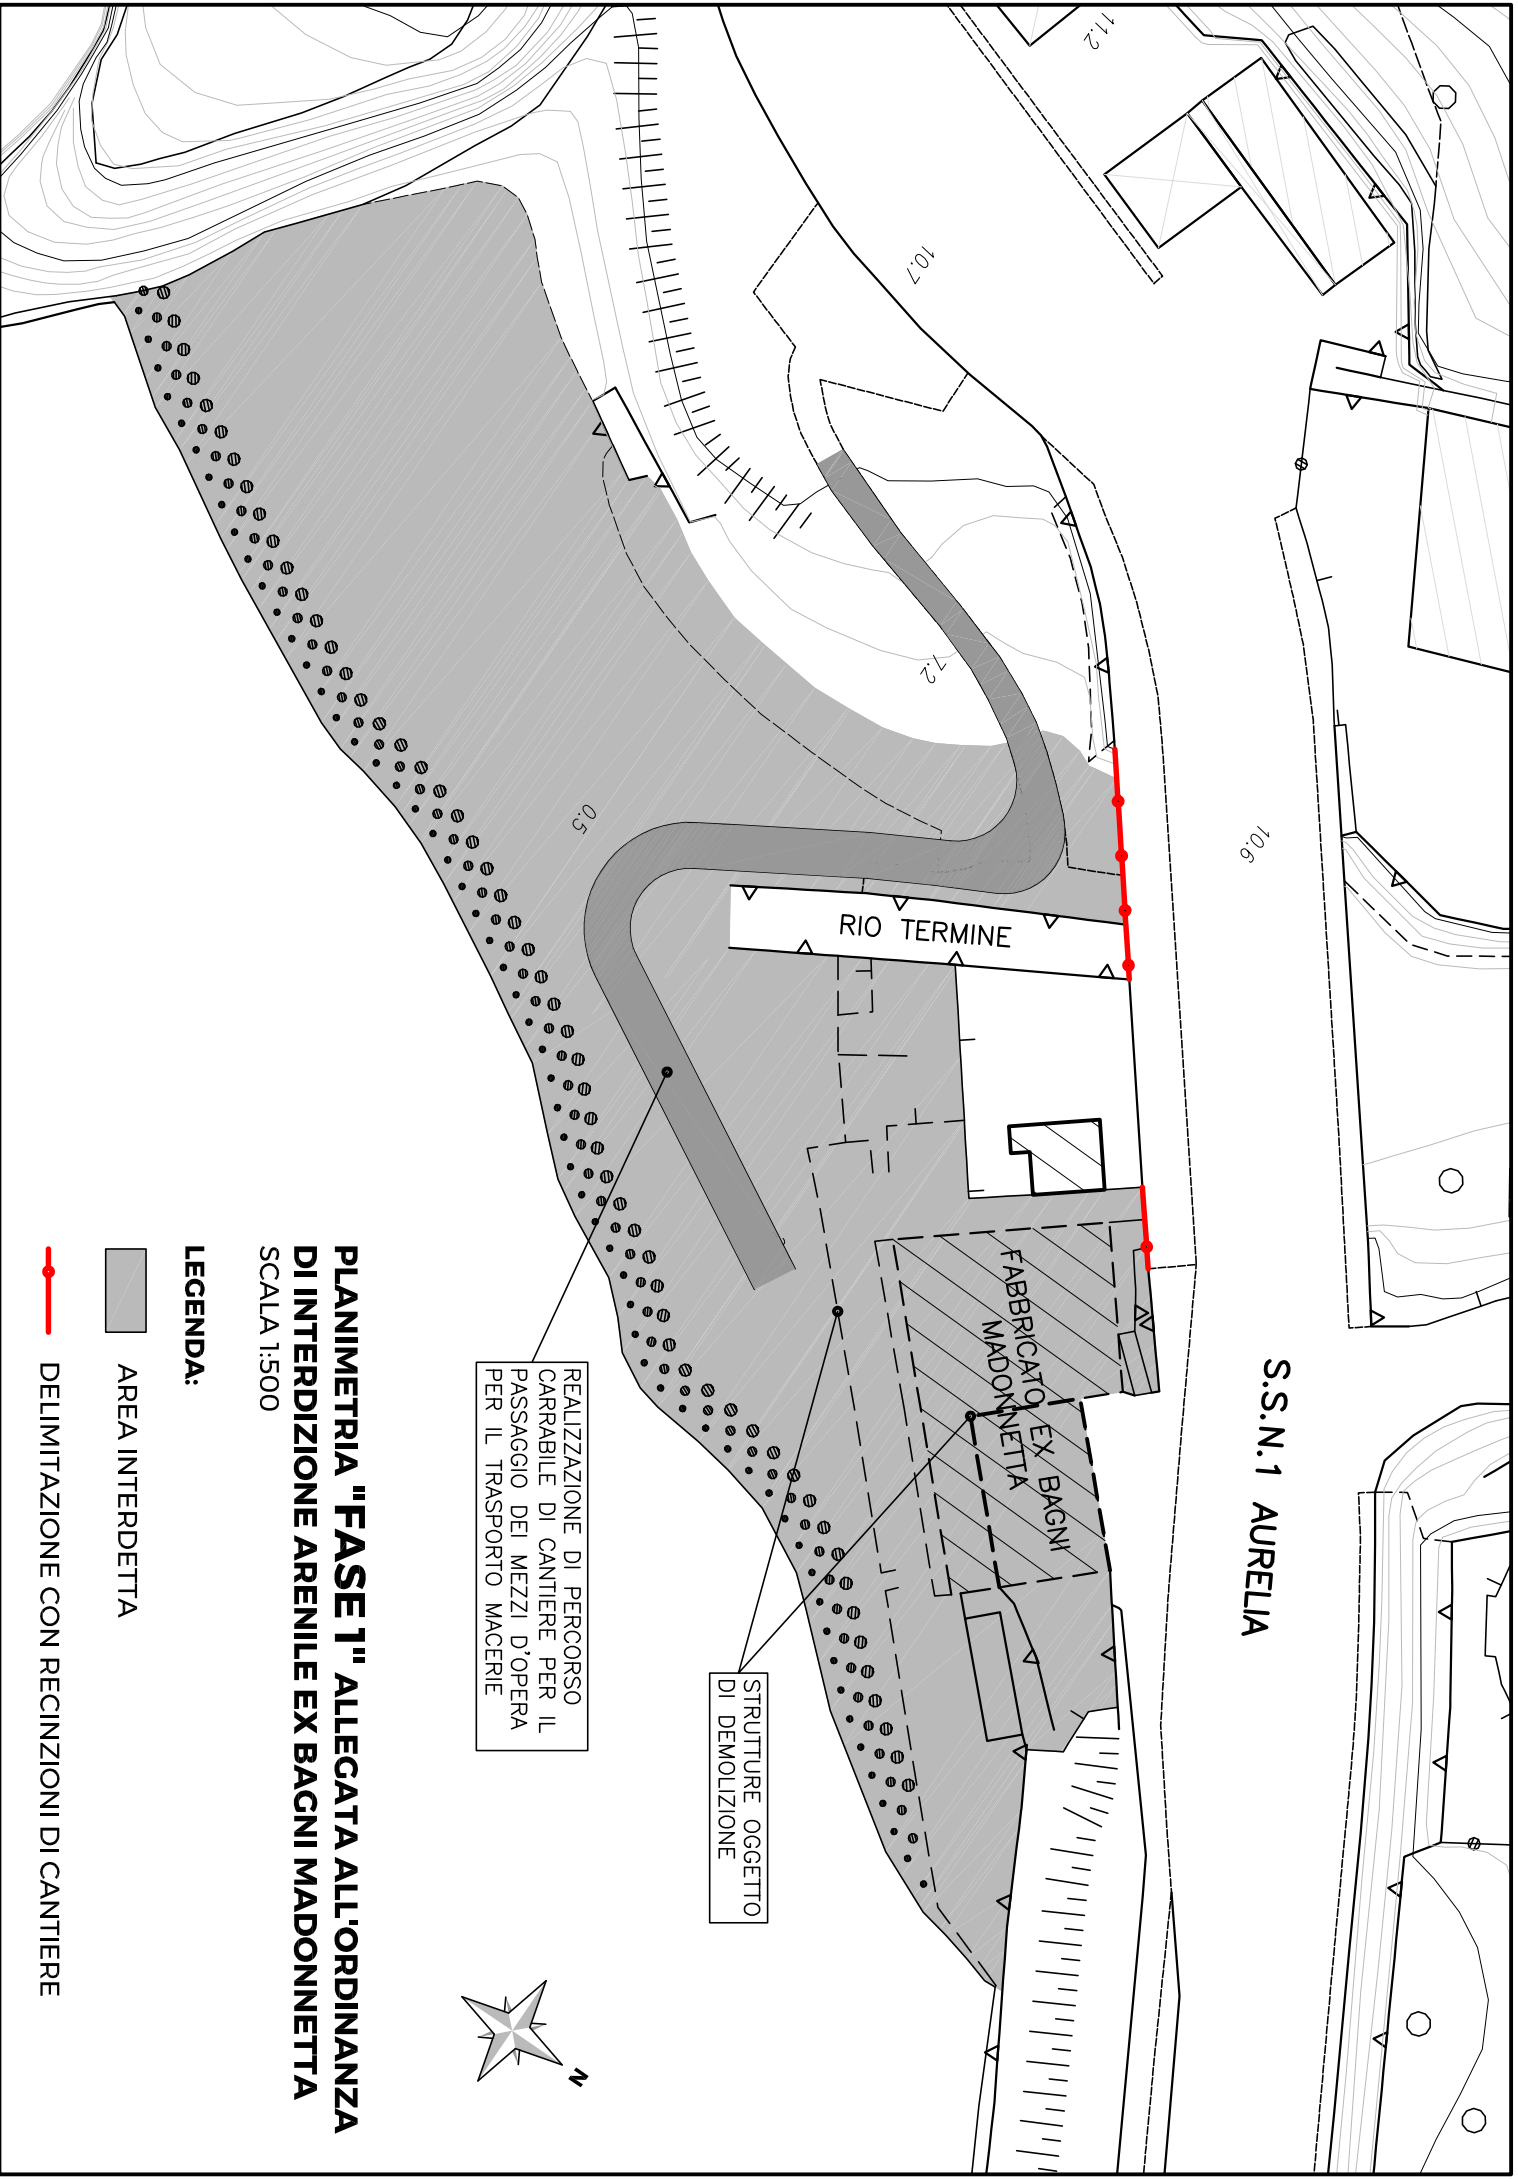 S.S.N.1 AURELIA
11.2
10.7
10.6
7.2
0.5
RIO TERMINE
FABBRICATO EX BAGNI
MADONNETTA
STRUTTURE OGGETTO
DI DEMOLIZIONE
REALIZZAZIONE DI PERCORSO
CARRABILE DI CANTIERE PER IL
PASSAGGIO DEI MEZZI D'OPERA
PER IL TRASPORTO MACERIE
N
PLANIMETRIA "FASE 1" ALLEGATA ALL'ORDINANZA
DI INTERDIZIONE ARENILE EX BAGNI MADONNETTA
SCALA 1:500
LEGENDA:
AREA INTERDETTA
DELIMITAZIONE CON RECINZIONI DI CANTIERE